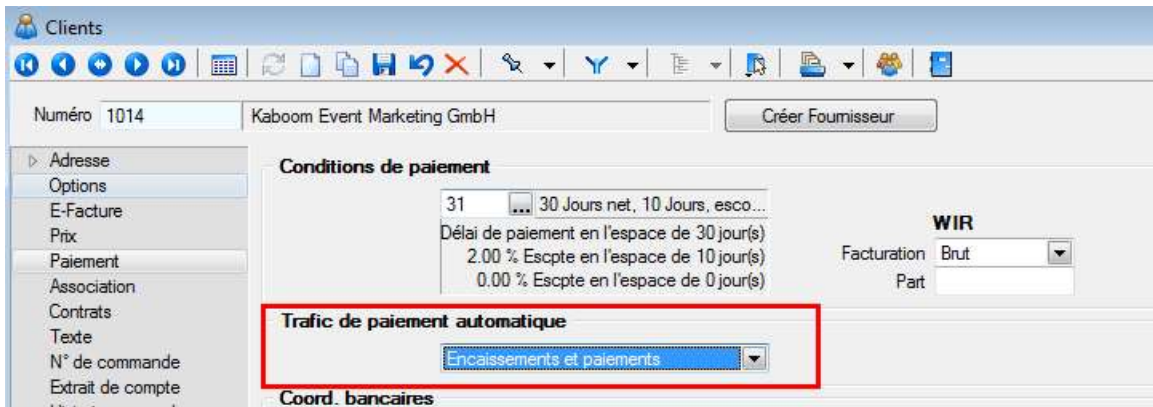 Clients
Numéro 1014 Kaboom Event Marketing GmbH Créer Fournisseur
Adresse
Options
E-Facture
Prix
Paiement
Association
Contrats
Texte
N° de commande
Extrait de compte
Conditions de paiement
31 ... 30 Jours net, 10 Jours, esco...
Délai de paiement en l'espace de 30 jour(s)
2.00 % Escpte en l'espace de 10 jour(s)
0.00 % Escpte en l'espace de 0 jour(s)
WIR
Facturation Brut
Part
Trafic de paiement automatique
Encaissements et paiements
Coord. bancaires